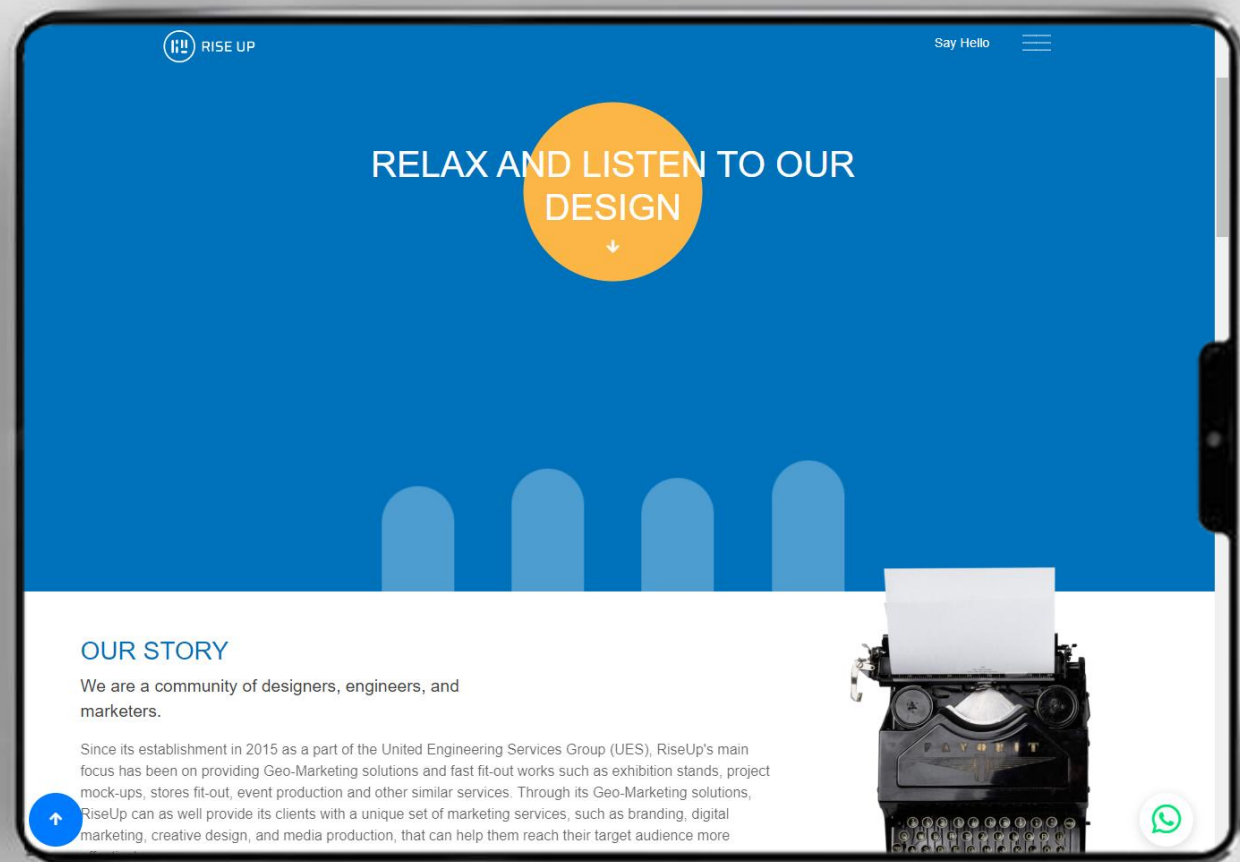 RISE UP
Say Hello
RELAX AND LISTEN TO OUR
DESIGN
OUR STORY
We are a community of designers, engineers, and
marketers.
Since its establishment in 2015 as a part of the United Engineering Services Group (UES), RiseUp's main
focus has been on providing Geo-Marketing solutions and fast fit-out works such as exhibition stands, project
mock-ups, stores fit-out, event production and other similar services. Through its Geo-Marketing solutions,
RiseUp can as well provide its clients with a unique set of marketing services, such as branding, digital
marketing, creative design, and media production, that can help them reach their target audience more